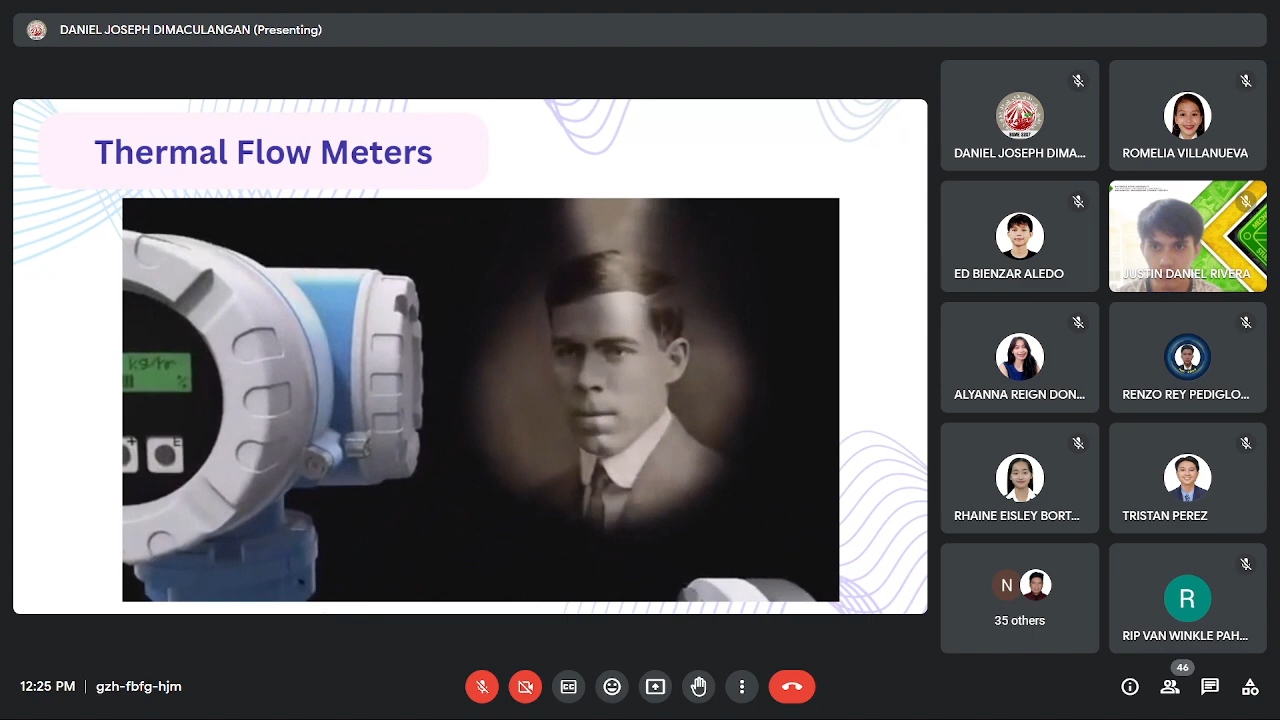 DANIEL JOSEPH DIMACULANGAN (Presenting)
Thermal Flow Meters
kg/hr
%
+
E
DANIEL JOSEPH DIMA...
ROMELIA VILLANUEVA
ED BIENZAR ALEDO
JUSTIN DANIEL RIVERA
ALYANNA REIGN DON...
RENZO REY PEDIGLO...
RHAINE EISLEY BORT...
TRISTAN PEREZ
N
35 others
R
RIP VAN WINKLE PAH...
12:25 PM | gzh-fbfg-hjm
46